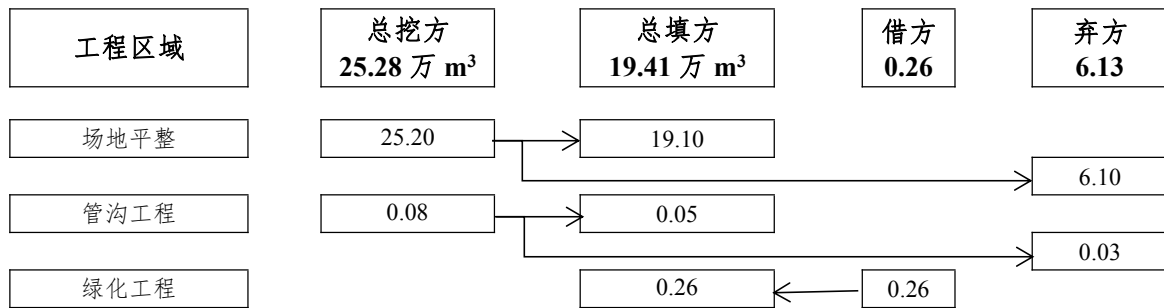 工程区域
总挖方
25.28 万 m³
总填方
19.41 万 m³
借方
0.26
弃方
6.13
场地平整
25.20
19.10
6.10
管沟工程
0.08
0.05
0.03
绿化工程
0.26
0.26